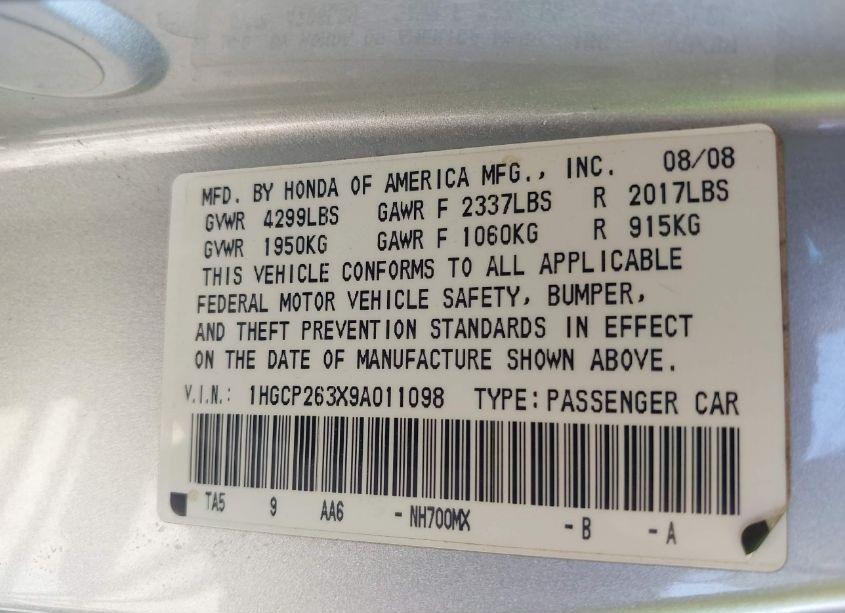 MFD. BY HONDA OF AMERICA MFG., INC. 08/08
GVWR 4299LBS GAWR F 2337LBS R 2017LBS
GVWR 1950KG GAWR F 1060KG R 915KG
THIS VEHICLE CONFORMS TO ALL APPLICABLE
FEDERAL MOTOR VEHICLE SAFETY, BUMPER,
AND THEFT PREVENTION STANDARDS IN EFFECT
ON THE DATE OF MANUFACTURE SHOWN ABOVE.
V.I.N.: 1HGCP263X9A011098 TYPE: PASSENGER CAR
TA5 9 AA6 - NH700MX - B - A